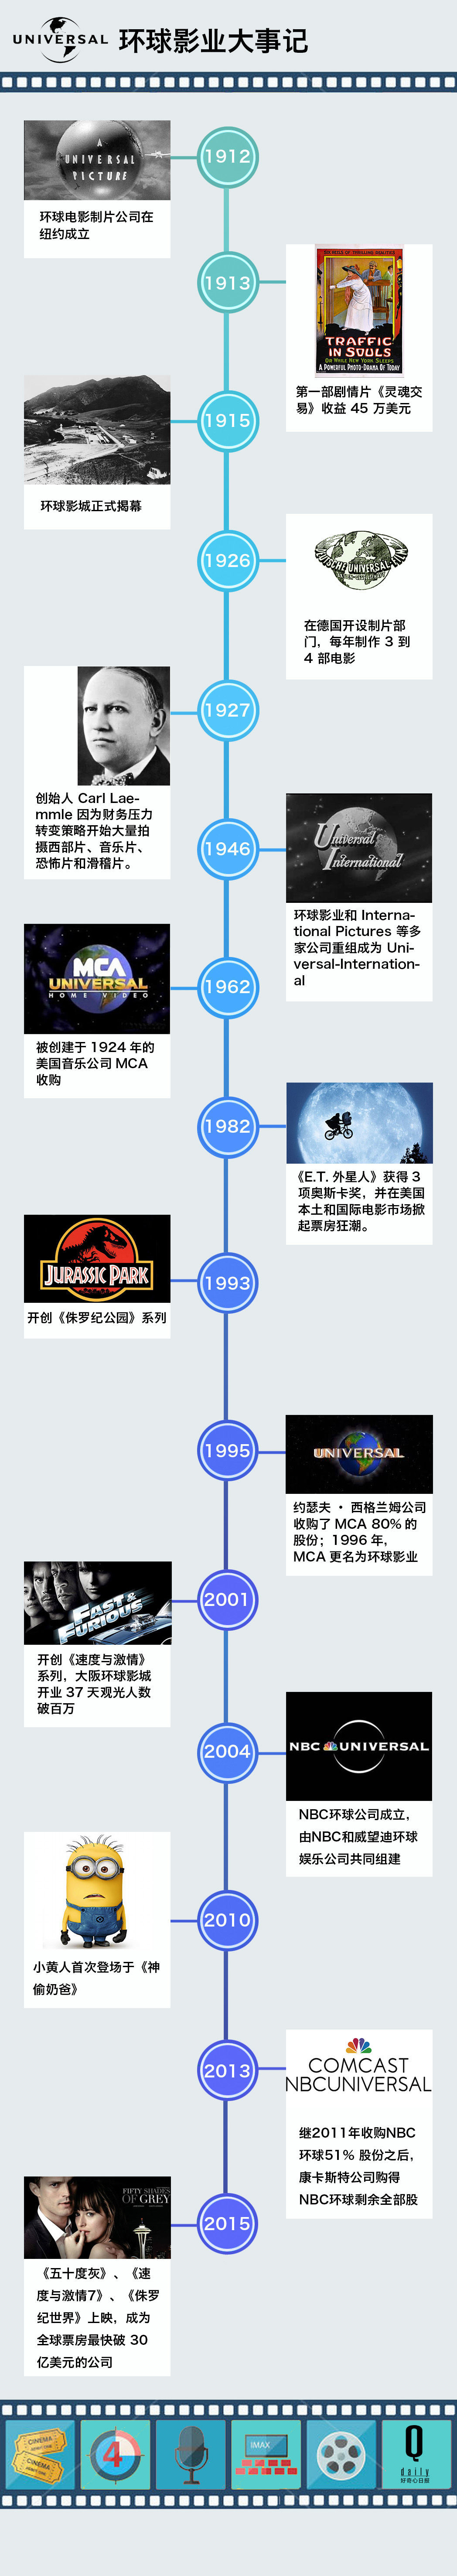 UNIVERSAL 环球影业大事记
A
UNIVERSAL
PICTURE
1912
环球电影制片公司在
纽约成立
1913
TRAFFIC
IN SOULS
OR WHILE NEW YORK SLEEPS
A POWERFUL PHOTO-DRAMA OF TODAY
第一部剧情片《灵魂交
易》收益 45 万美元
1915
环球影城正式揭幕
1926
DEUTSCHE UNIVERSAL-FILM
在德国开设制片部
门，每年制作 3 到
4 部电影
1927
创始人 Carl Lae-
mmle 因为财务压力
转变策略开始大量拍
摄西部片、音乐片、
恐怖片和滑稽片。
1946
Universal
International
环球影业和 Interna-
tional Pictures 等多
家公司重组成为 Uni-
versal-Internation-
al
1962
MCA
UNIVERSAL
HOME VIDEO
被创建于 1924 年的
美国音乐公司 MCA
收购
1982
《E.T. 外星人》获得 3
项奥斯卡奖，并在美国
本土和国际电影市场掀
起票房狂潮。
1993
JURASSIC PARK
开创《侏罗纪公园》系列
1995
UNIVERSAL
约瑟夫 · 西格兰姆公司
收购了 MCA 80% 的
股份；1996 年，
MCA 更名为环球影业
2001
FAST &
FURIOUS
开创《速度与激情》
系列，大阪环球影城
开业 37 天观光人数
破百万
2004
NBC UNIVERSAL
NBC环球公司成立，
由NBC和威望迪环球
娱乐公司共同组建
2010
小黄人首次登场于《神
偷奶爸》
2013
COMCAST
NBCUNIVERSAL
继2011年收购NBC
环球51% 股份之后，
康卡斯特公司购得
NBC环球剩余全部股
2015
FIFTY SHADES
OF GREY
《五十度灰》、《速
度与激情7》、《侏罗
纪世界》上映，成为
全球票房最快破 30
亿美元的公司
CINEMA
CINEMA
4
IMAX
Q
daily
好奇心日报